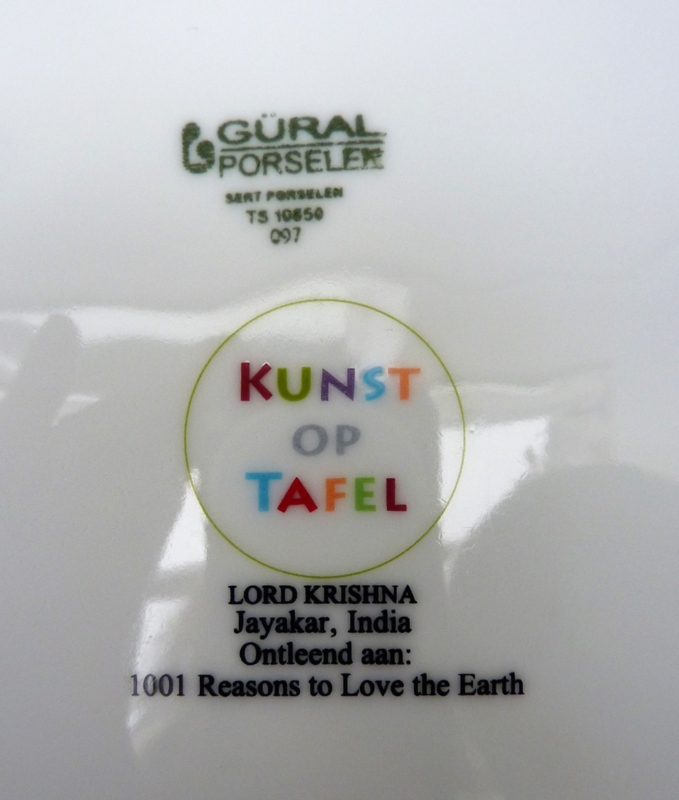 GÜRAL
PORSELEN
SERT PORSELEN
TS 10850
097
KUNST
OP
TAFEL
LORD KRISHNA
Jayakar, India
Ontleend aan:
1001 Reasons to Love the Earth